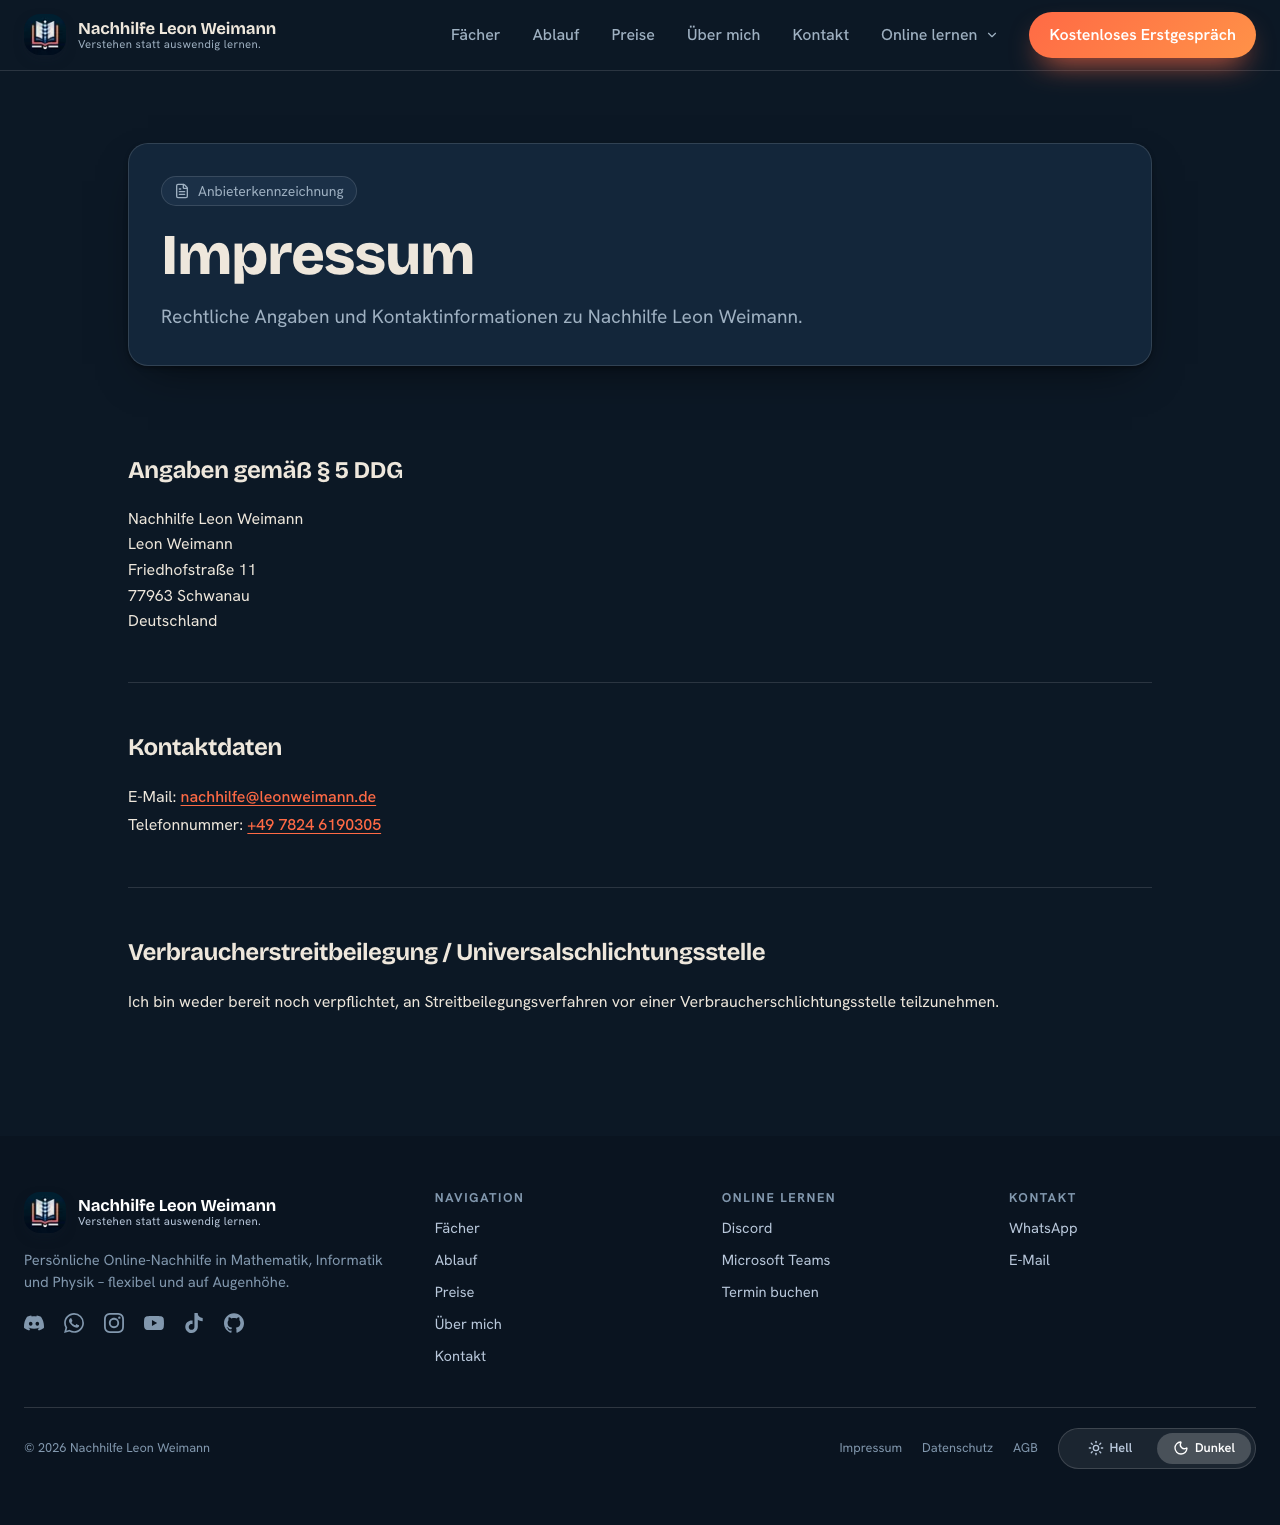 Nachhilfe Leon Weimann
Verstehen statt auswendig lernen.
Fächer
Ablauf
Preise
Über mich
Kontakt
Online lernen
Kostenloses Erstgespräch
Anbieterkennzeichnung
Impressum
Rechtliche Angaben und Kontaktinformationen zu Nachhilfe Leon Weimann.
Angaben gemäß § 5 DDG
Nachhilfe Leon Weimann
Leon Weimann
Friedhofstraße 11
77963 Schwanau
Deutschland
Kontaktdaten
E-Mail: nachhilfe@leonweimann.de
Telefonnummer: +49 7824 6190305
Verbraucherstreitbeilegung / Universalschlichtungsstelle
Ich bin weder bereit noch verpflichtet, an Streitbeilegungsverfahren vor einer Verbraucherschlichtungsstelle teilzunehmen.
Nachhilfe Leon Weimann
Verstehen statt auswendig lernen.
Persönliche Online-Nachhilfe in Mathematik, Informatik
und Physik – flexibel und auf Augenhöhe.
NAVIGATION
Fächer
Ablauf
Preise
Über mich
Kontakt
ONLINE LERNEN
Discord
Microsoft Teams
Termin buchen
KONTAKT
WhatsApp
E-Mail
© 2026 Nachhilfe Leon Weimann
Impressum
Datenschutz
AGB
Hell
Dunkel